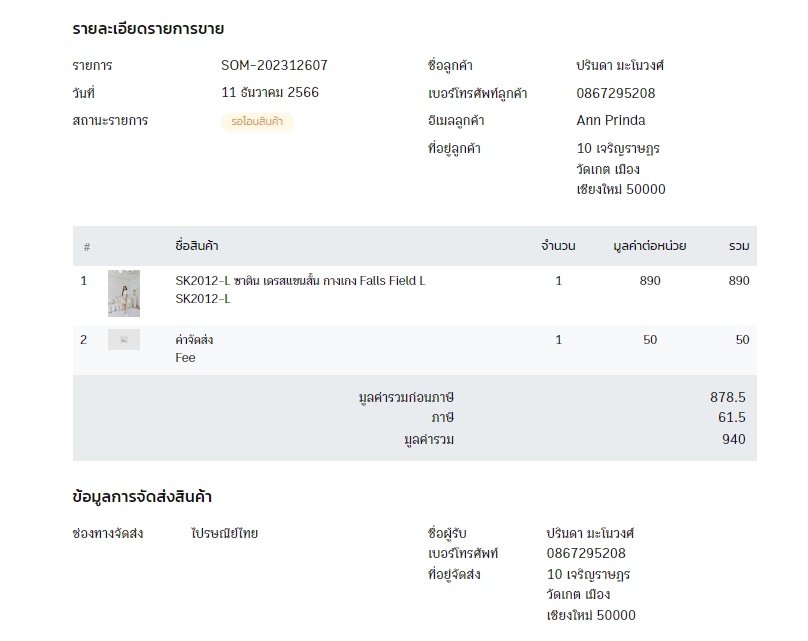 รายละเอียดรายการขาย
รายการ SOM-202312607 ชื่อลูกค้า ปรินดา มะโนวงศ์
วันที่ 11 ธันวาคม 2566 เบอร์โทรศัพท์ลูกค้า 0867295208
สถานะรายการ รอโอนสินค้า อีเมลลูกค้า Ann Prinda
ที่อยู่ลูกค้า 10 เจริญราษฎร
วัดเกต เมือง
เชียงใหม่ 50000
# ชื่อสินค้า จำนวน มูลค่าต่อหน่วย รวม
1 SK2012-L ซาติน เดรสแขนสั้น กางเกง Falls Field L 1 890 890
SK2012-L
2 ค่าจัดส่ง 1 50 50
Fee
มูลค่ารวมก่อนภาษี 878.5
ภาษี 61.5
มูลค่ารวม 940
ข้อมูลการจัดส่งสินค้า
ช่องทางจัดส่ง ไปรษณีย์ไทย ชื่อผู้รับ ปรินดา มะโนวงศ์
เบอร์โทรศัพท์ 0867295208
ที่อยู่จัดส่ง 10 เจริญราษฎร
วัดเกต เมือง
เชียงใหม่ 50000